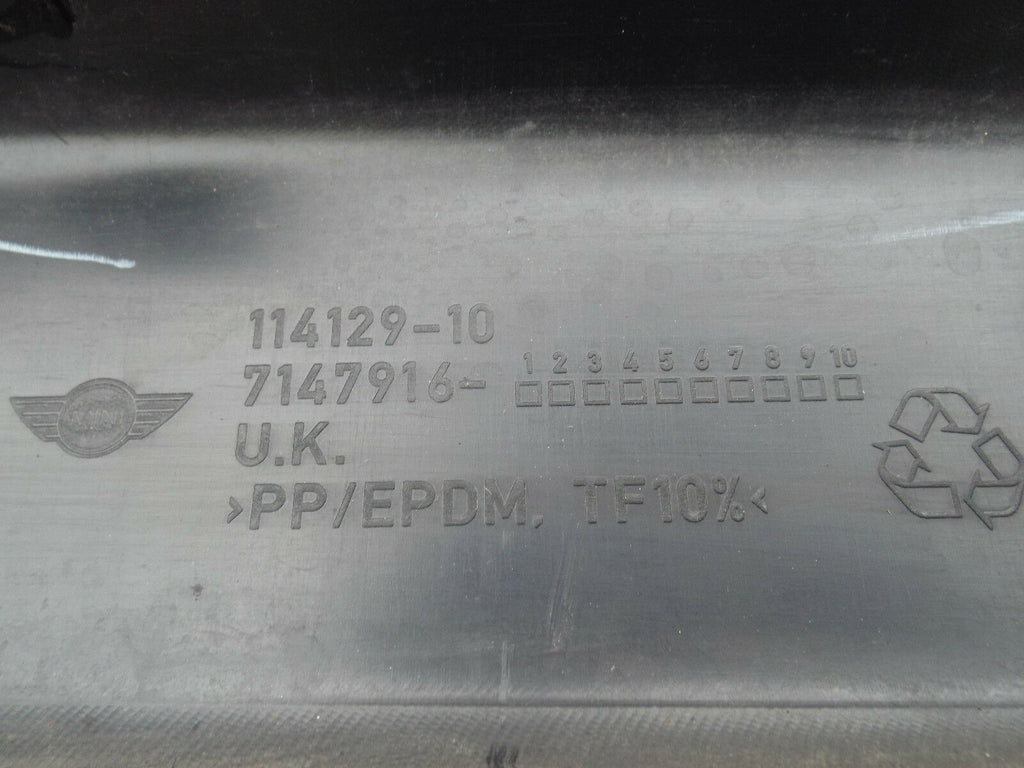 114129-10
7147916-
1 2 3 4 5 6 7 8 9 10
U.K.
>PP/EPDM, TF10%<